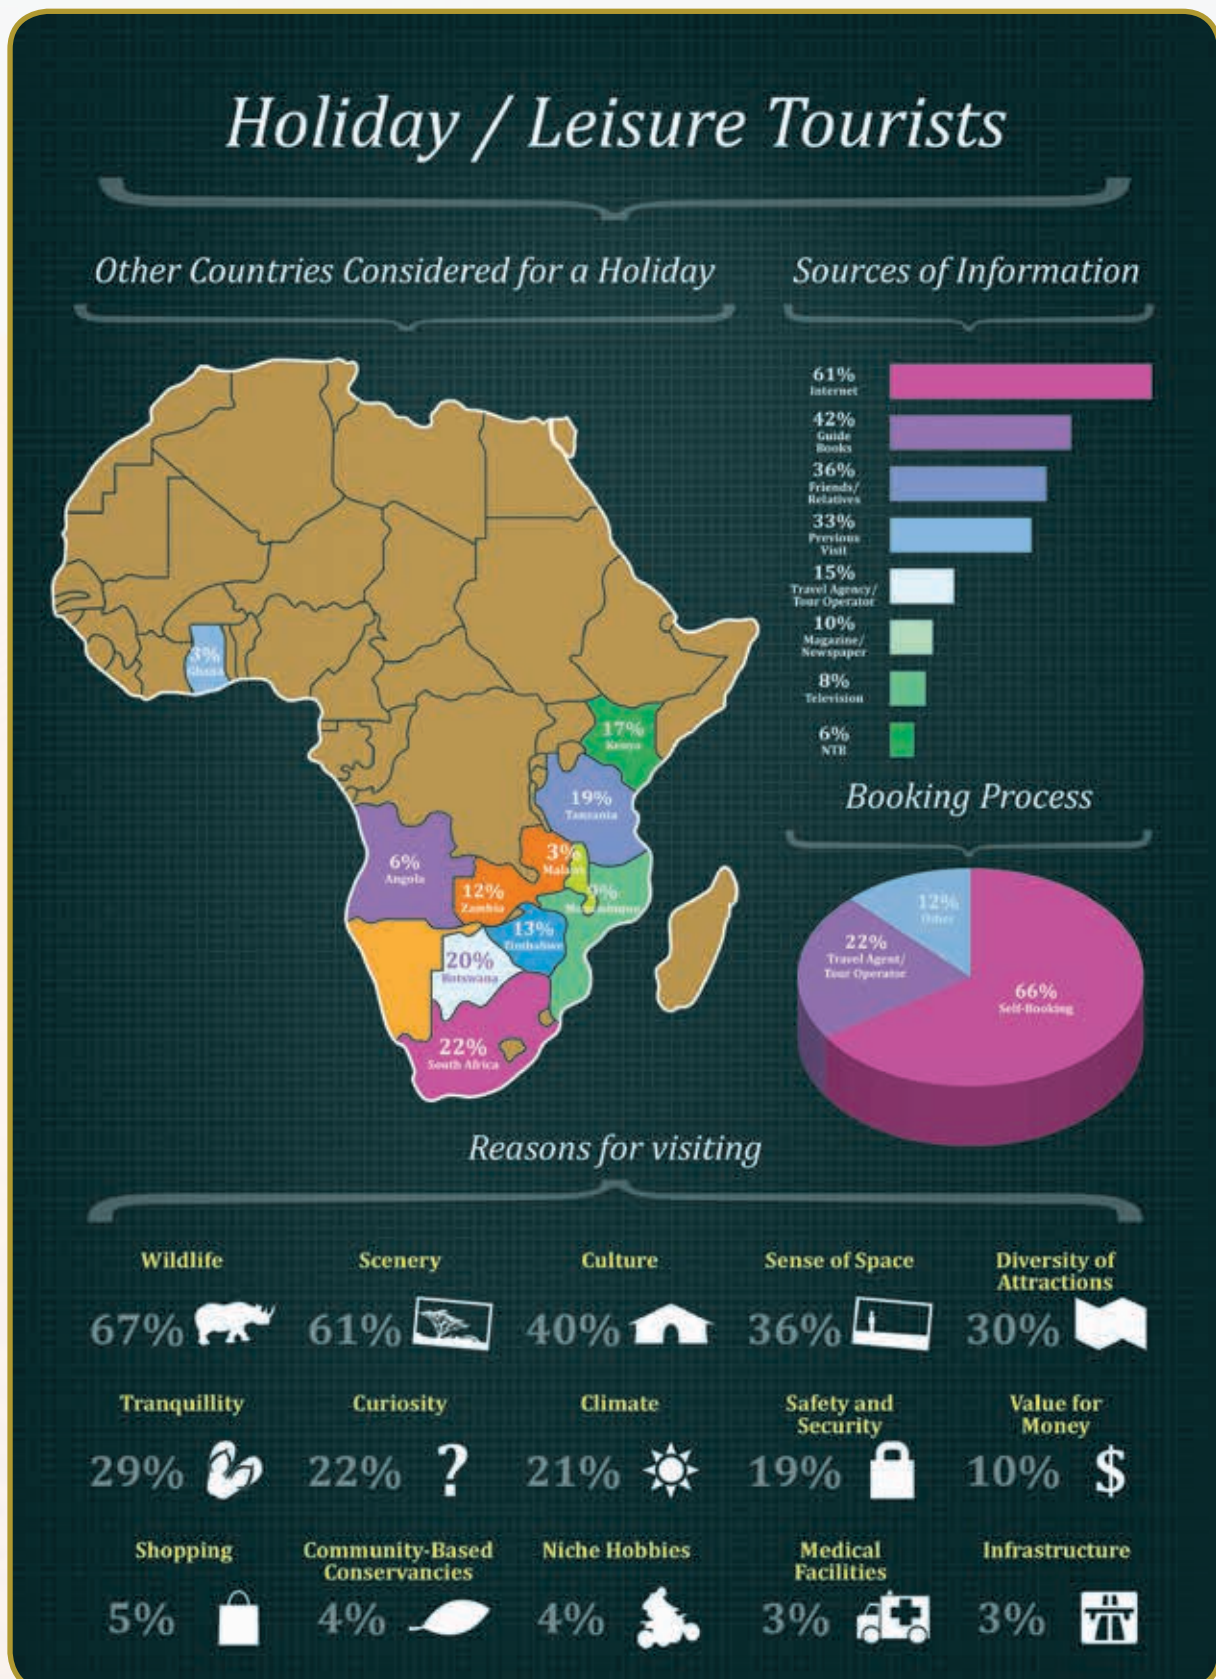 Holiday / Leisure Tourists
Other Countries Considered for a Holiday
3%
Ghana
17%
Kenya
19%
Tanzania
6%
Angola
3%
Malawi
12%
Zambia
9%
Mozambique
13%
Zimbabwe
20%
Botswana
22%
South Africa
Sources of Information
61%
Internet
42%
Guide
Books
36%
Friends/
Relatives
33%
Previous
Visit
15%
Travel Agency/
Tour Operator
10%
Magazine/
Newspaper
8%
Television
6%
NTB
Booking Process
12%
Other
22%
Travel Agent/
Tour Operator
66%
Self-Booking
Reasons for visiting
Wildlife
67%
Scenery
61%
Culture
40%
Sense of Space
36%
Diversity of
Attractions
30%
Tranquillity
29%
Curiosity
22%
?
Climate
21%
Safety and
Security
19%
Value for
Money
10%
$
Shopping
5%
Community-Based
Conservancies
4%
Niche Hobbies
4%
Medical
Facilities
3%
Infrastructure
3%